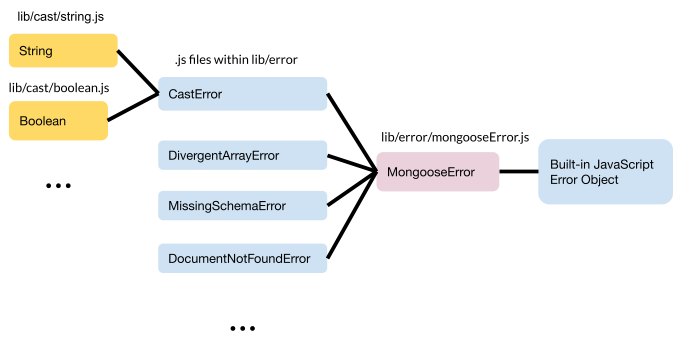 lib/cast/string.js
String
lib/cast/boolean.js
Boolean
...
.js files within lib/error
CastError
DivergentArrayError
MissingSchemaError
DocumentNotFoundError
...
lib/error/mongooseError.js
MongooseError
Built-in JavaScript
Error Object